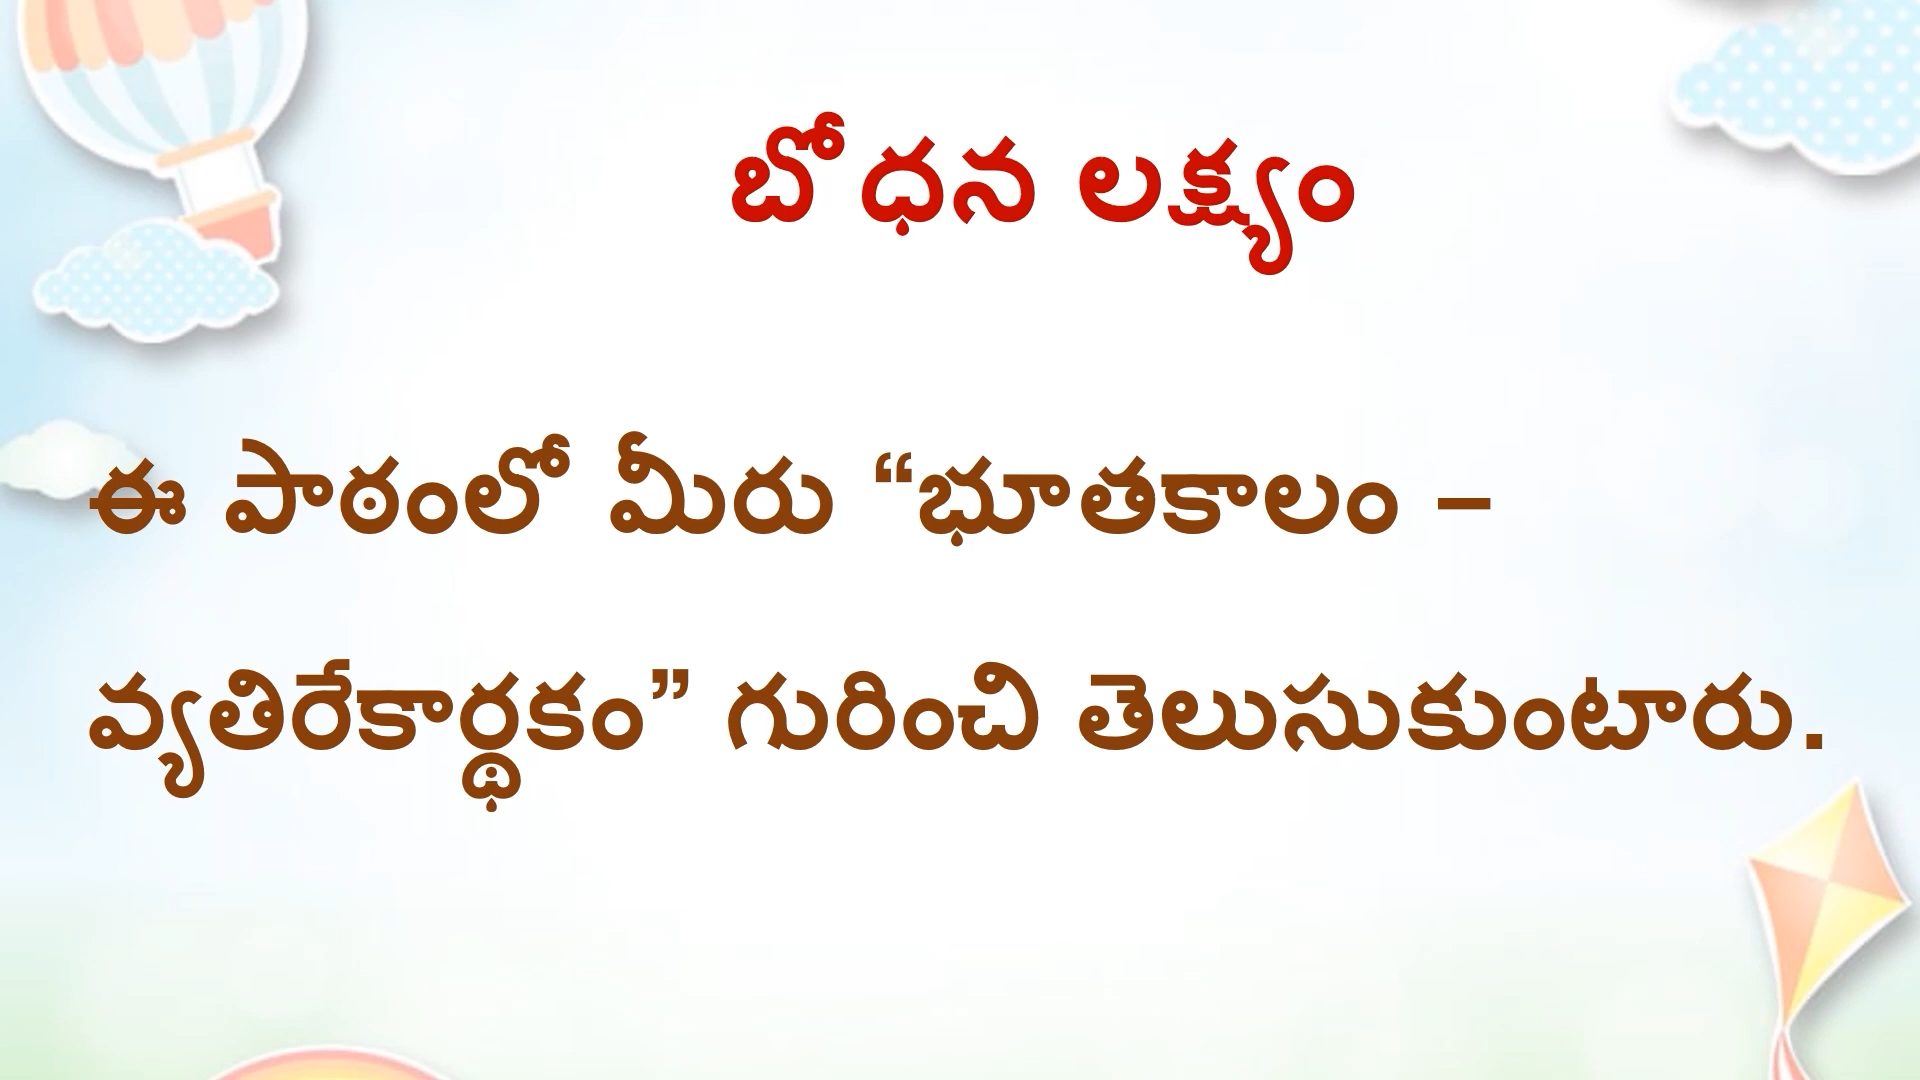 బోధన లక్ష్యం
ఈ పాఠంలో మీరు “భూతకాలం –
వ్యతిరేకార్థకం” గురించి తెలుసుకుంటారు.